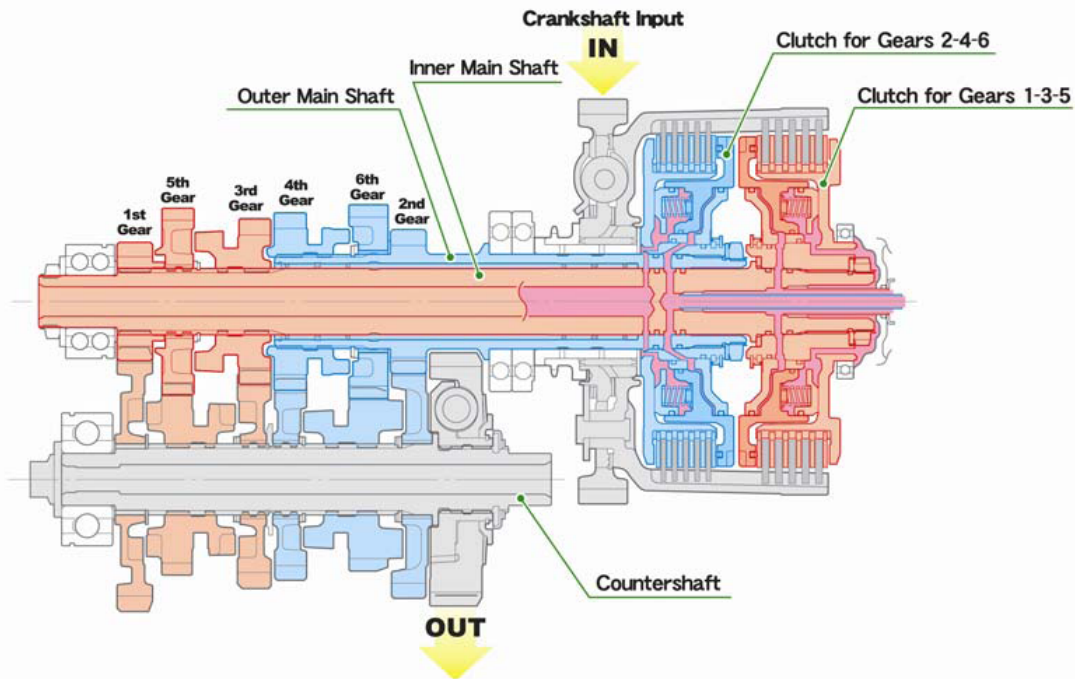 Crankshaft Input
IN
Clutch for Gears 2-4-6
Inner Main Shaft
Outer Main Shaft
Clutch for Gears 1-3-5
1st
Gear
5th
Gear
3rd
Gear
4th
Gear
6th
Gear
2nd
Gear
Countershaft
OUT